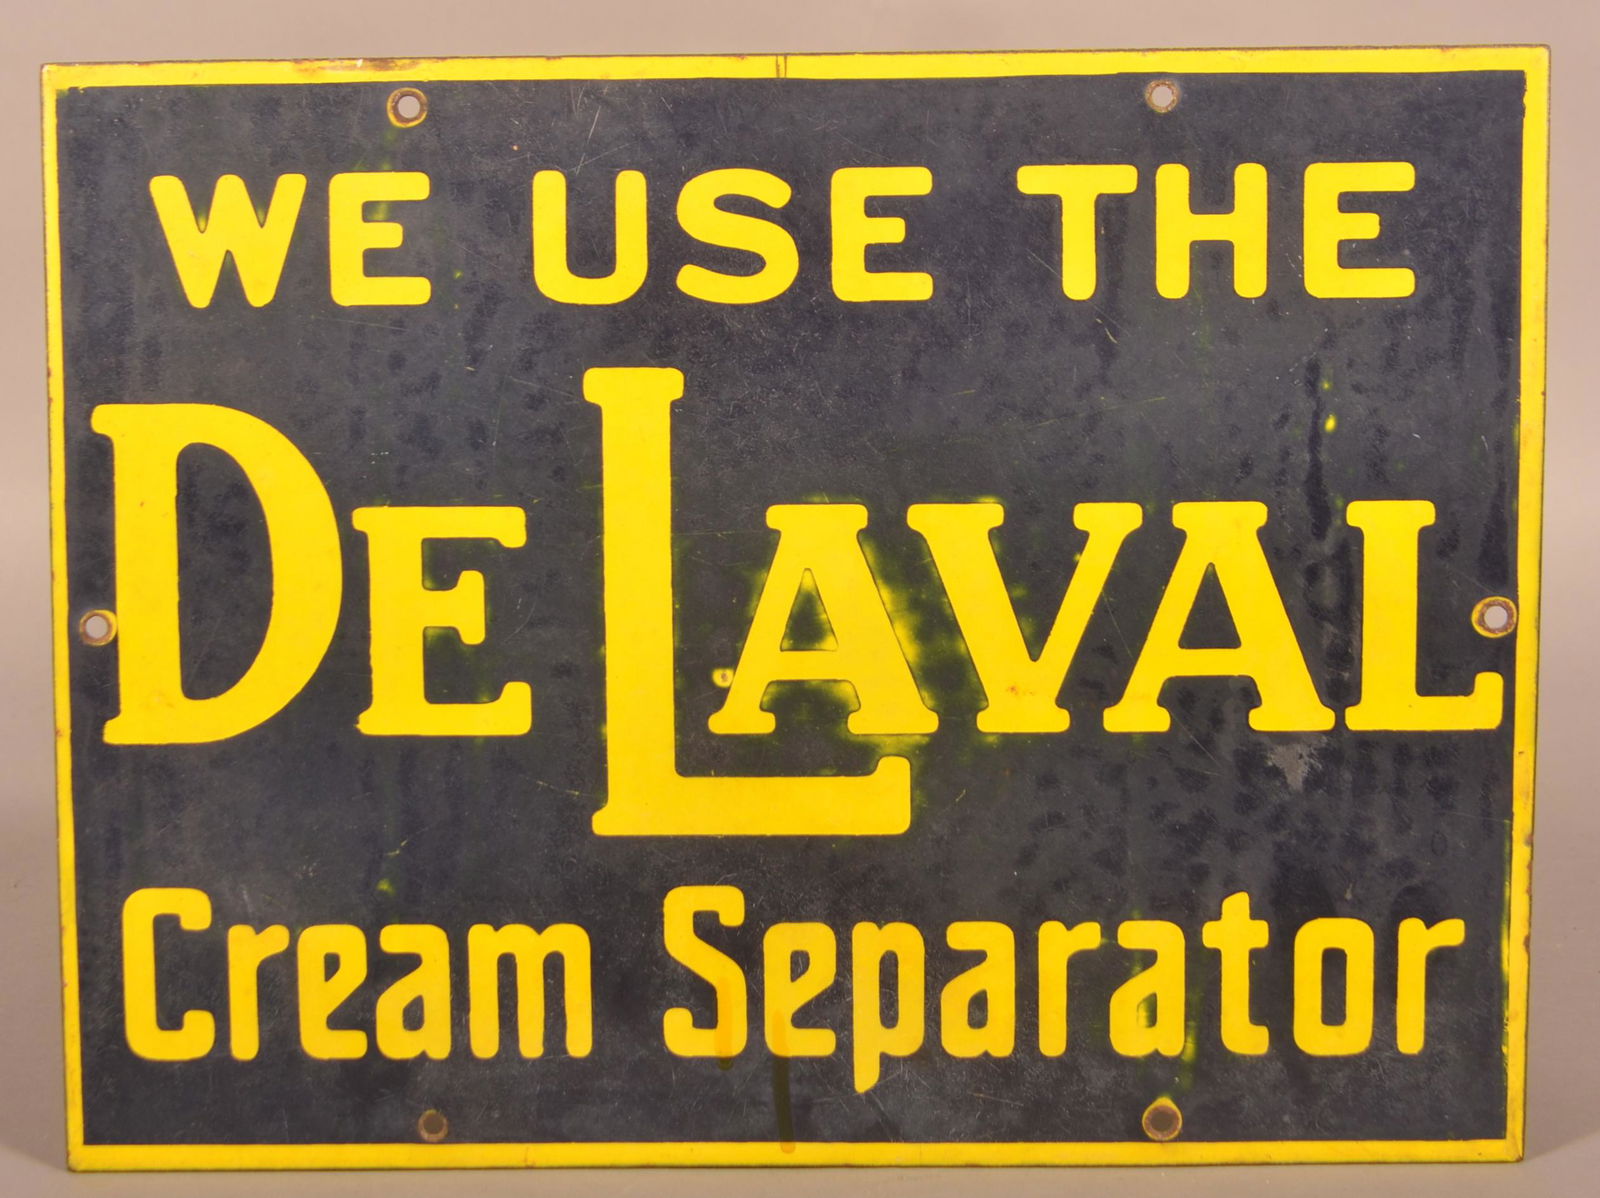 WE USE THE
DE LAVAL
Cream Separator